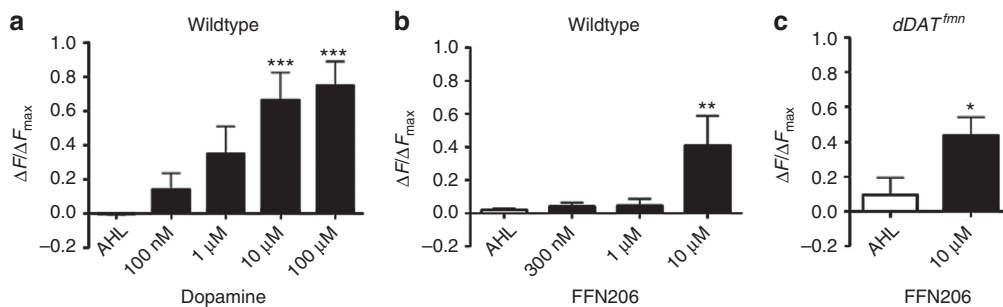 a
Wildtype
ΔF/ΔFmax
1.0
0.8
0.6
0.4
0.2
0.0
–0.2
***
***
AHL
100 nM
1 μM
10 μM
100 μM
Dopamine
b
Wildtype
ΔF/ΔFmax
1.0
0.8
0.6
0.4
0.2
0.0
–0.2
**
AHL
300 nM
1 μM
10 μM
FFN206
c
dDATfmn
ΔF/ΔFmax
1.0
0.8
0.6
0.4
0.2
0.0
–0.2
*
AHL
10 μM
FFN206